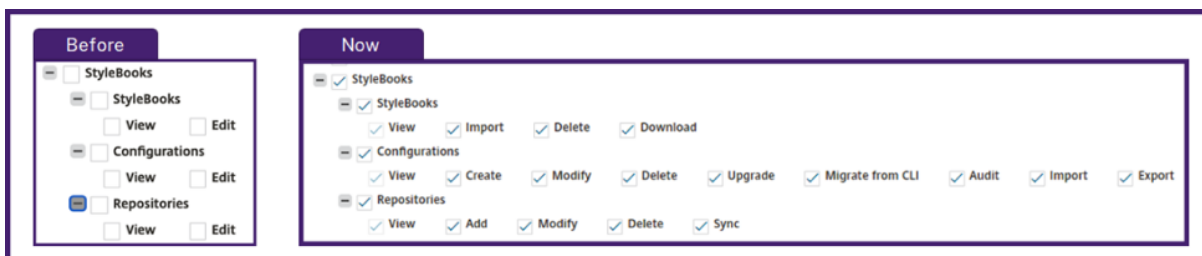 Before
StyleBooks
StyleBooks
View Edit
Configurations
View Edit
Repositories
View Edit
Now
StyleBooks
StyleBooks
View Import Delete Download
Configurations
View Create Modify Delete Upgrade Migrate from CLI Audit Import Export
Repositories
View Add Modify Delete Sync